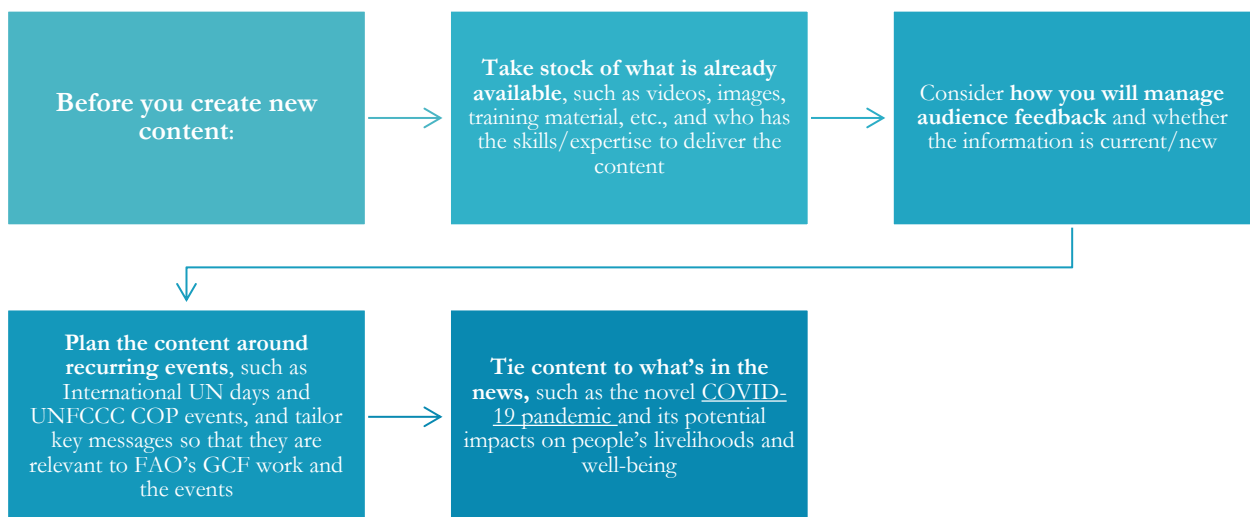 Before you create new
content:
Take stock of what is already
available, such as videos, images,
training material, etc., and who has
the skills/expertise to deliver the
content
Consider how you will manage
audience feedback and whether
the information is current/new
Plan the content around
recurring events, such as
International UN days and
UNFCCC COP events, and tailor
key messages so that they are
relevant to FAO's GCF work and
the events
Tie content to what's in the
news, such as the novel COVID-
19 pandemic and its potential
impacts on people's livelihoods and
well-being